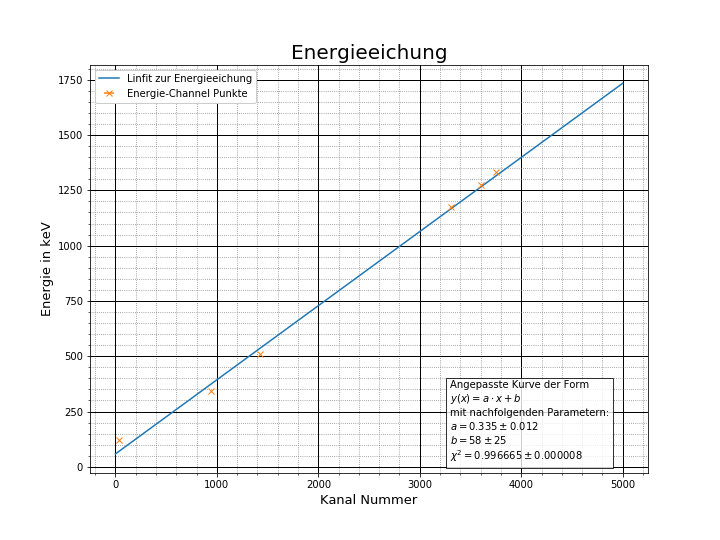 Energieeichung
Linfit zur Energieeichung
Energie-Channel Punkte
Energie in keV
1750
1500
1250
1000
750
500
250
0
Angepasste Kurve der Form
y(x) = a · x + b
mit nachfolgenden Parametern:
a = 0.335 ± 0.012
b = 58 ± 25
χ² = 0.996665 ± 0.000008
0 1000 2000 3000 4000 5000
Kanal Nummer